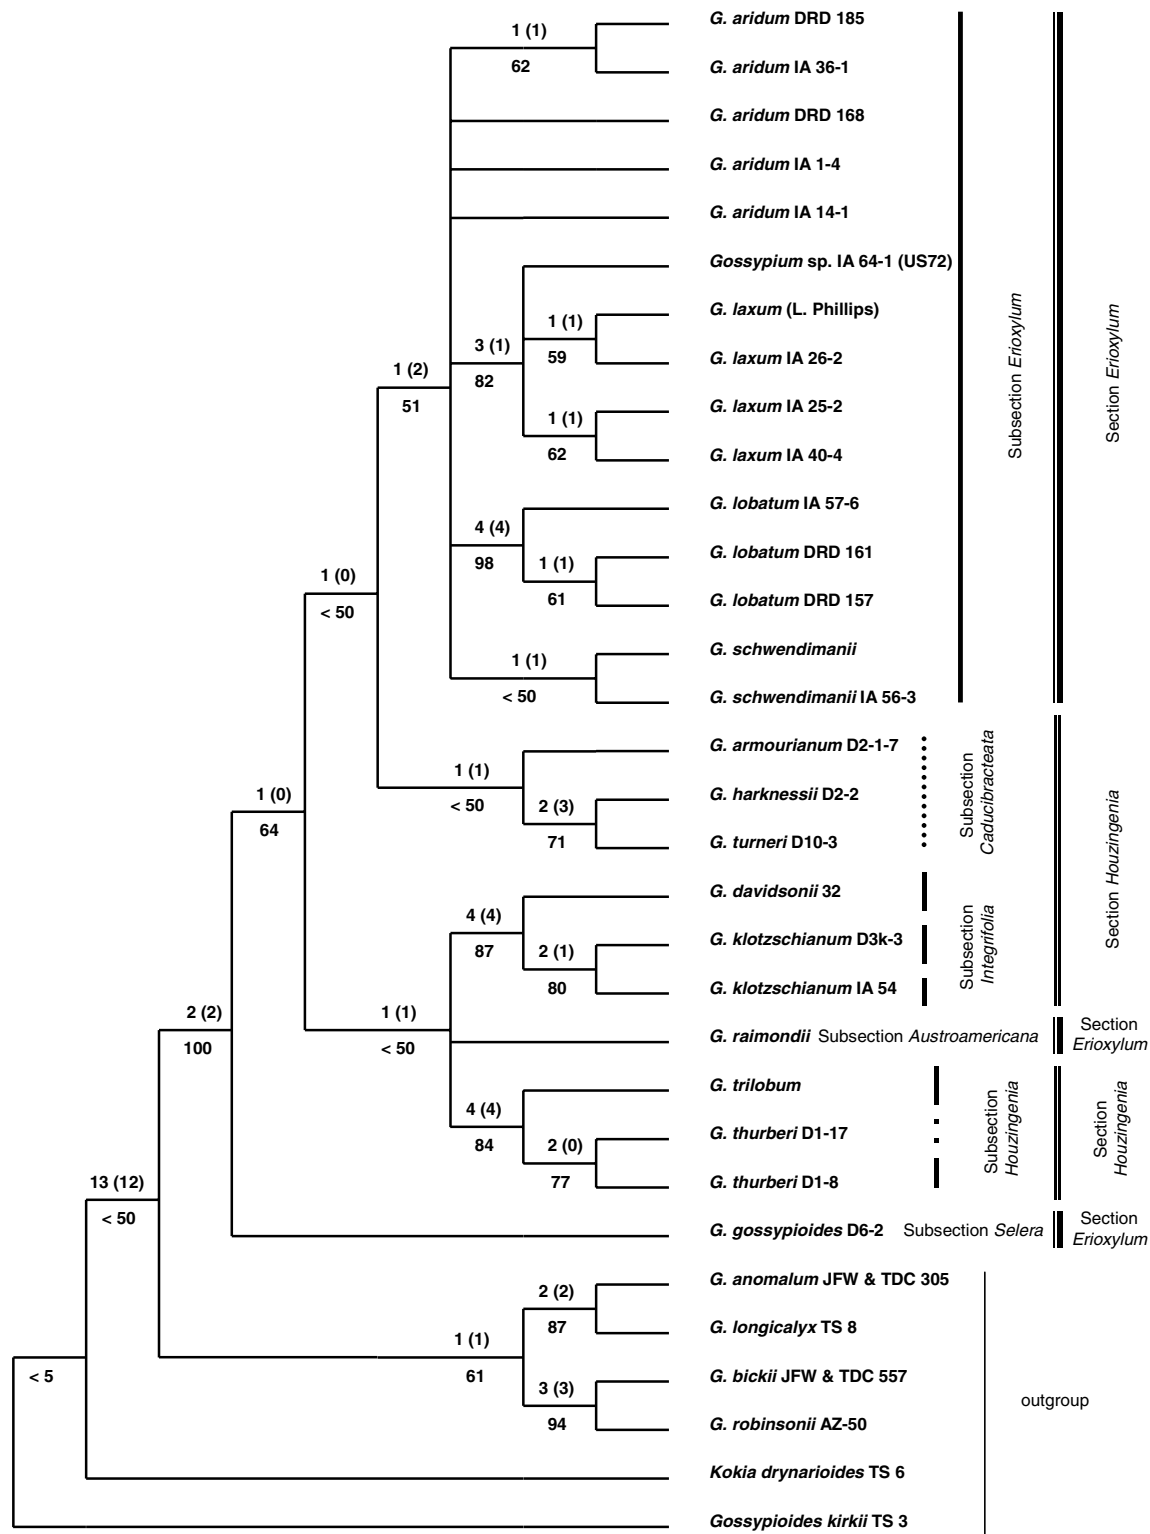 G. aridum DRD 185
1 (1)
62
G. aridum IA 36-1
G. aridum DRD 168
G. aridum IA 1-4
G. aridum IA 14-1
Gossypium sp. IA 64-1 (US72)
G. laxum (L. Phillips)
1 (1)
59
3 (1)
82
G. laxum IA 26-2
1 (2)
51
G. laxum IA 25-2
1 (1)
62
G. laxum IA 40-4
G. lobatum IA 57-6
4 (4)
98
G. lobatum DRD 161
1 (1)
61
G. lobatum DRD 157
1 (0)
< 50
G. schwendimanii
1 (1)
< 50
G. schwendimanii IA 56-3
Subsection Erioxylum
Section Erioxylum
G. armourianum D2-1-7
1 (1)
< 50
G. harknessii D2-2
2 (3)
71
G. turneri D10-3
Subsection
Caducibracteata
1 (0)
64
G. davidsonii 32
4 (4)
87
G. klotzschianum D3k-3
2 (1)
80
G. klotzschianum IA 54
Subsection
Integrifolia
Section Houzingenia
2 (2)
100
1 (1)
< 50
G. raimondii Subsection Austroamericana
Section
Erioxylum
G. trilobum
4 (4)
84
G. thurberi D1-17
2 (0)
77
G. thurberi D1-8
Subsection
Houzingenia
Section
Houzingenia
13 (12)
< 50
G. gossypioides D6-2 Subsection Selera
Section
Erioxylum
G. anomalum JFW & TDC 305
2 (2)
87
G. longicalyx TS 8
1 (1)
61
< 5
G. bickii JFW & TDC 557
3 (3)
94
G. robinsonii AZ-50
outgroup
Kokia drynarioides TS 6
Gossypioides kirkii TS 3